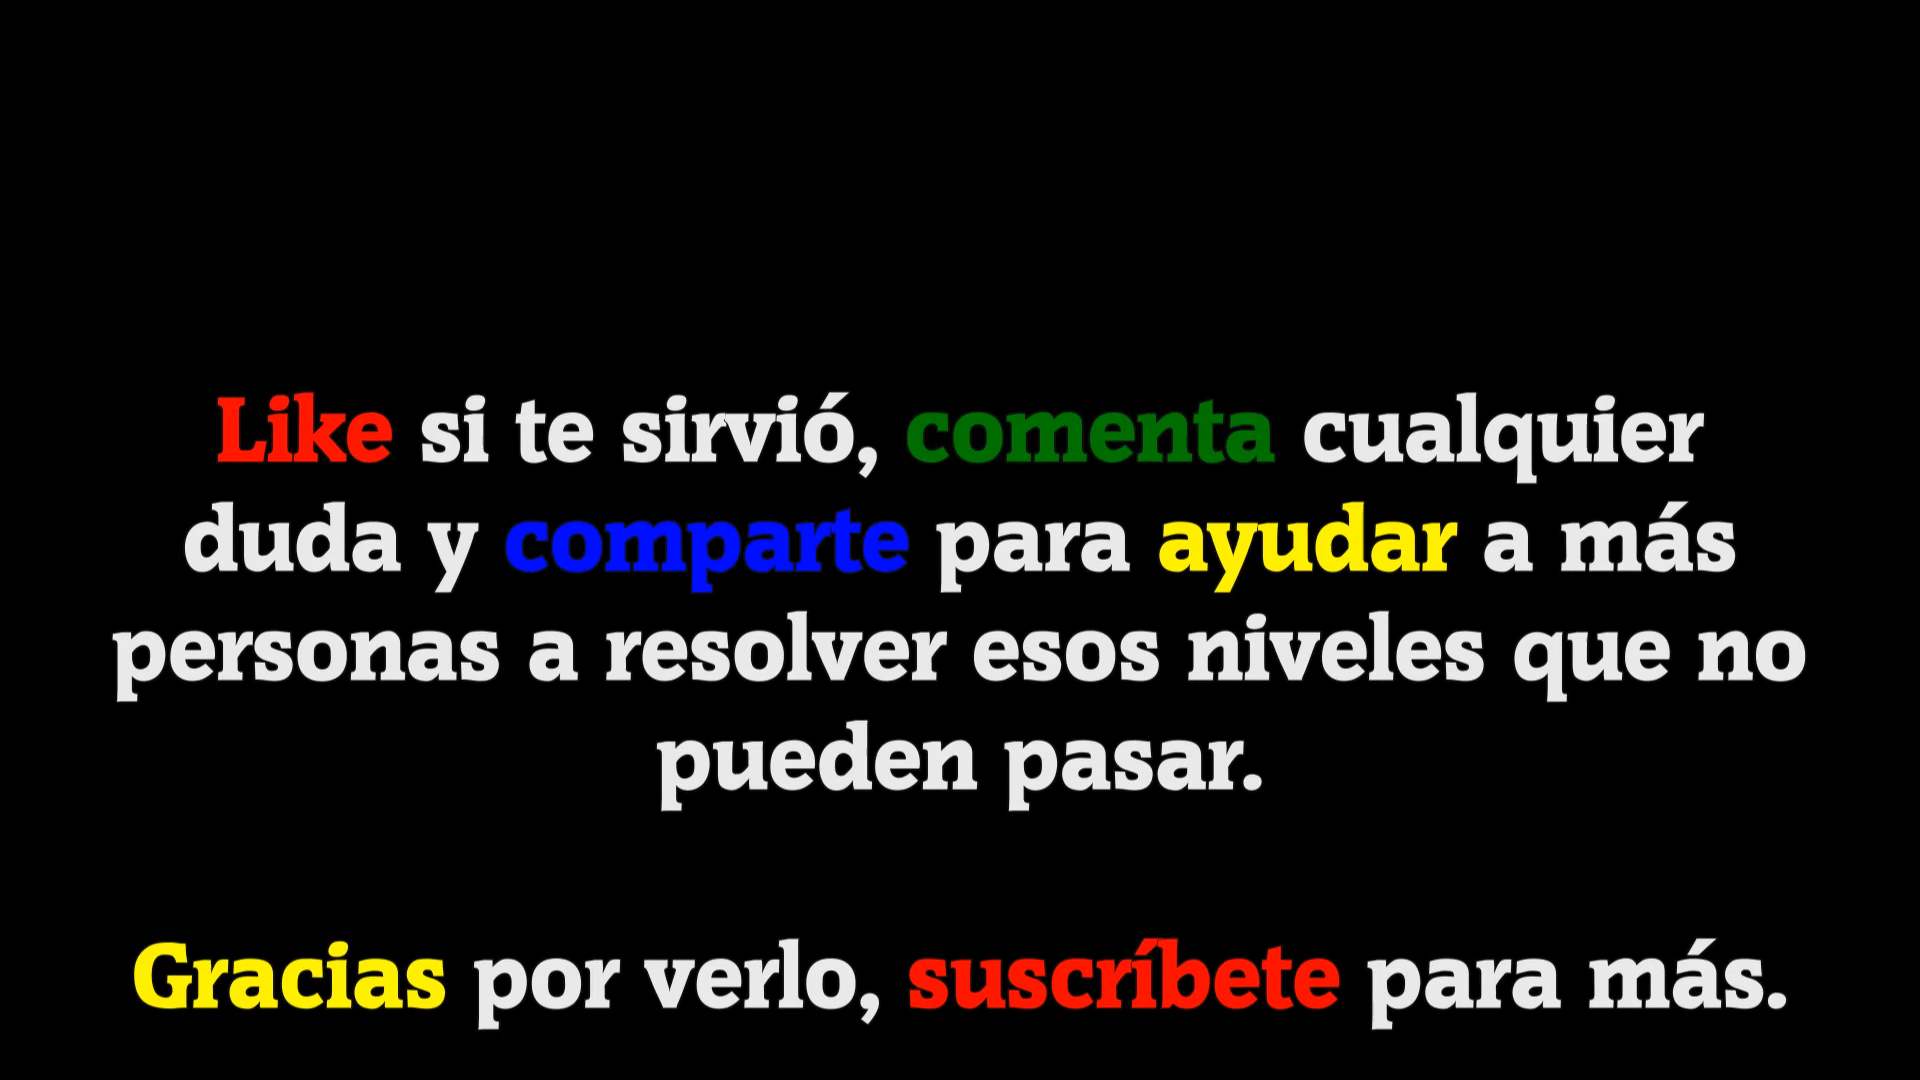 Like si te sirvió, comenta cualquier
duda y comparte para ayudar a más
personas a resolver esos niveles que no
pueden pasar.
Gracias por verlo, suscríbete para más.